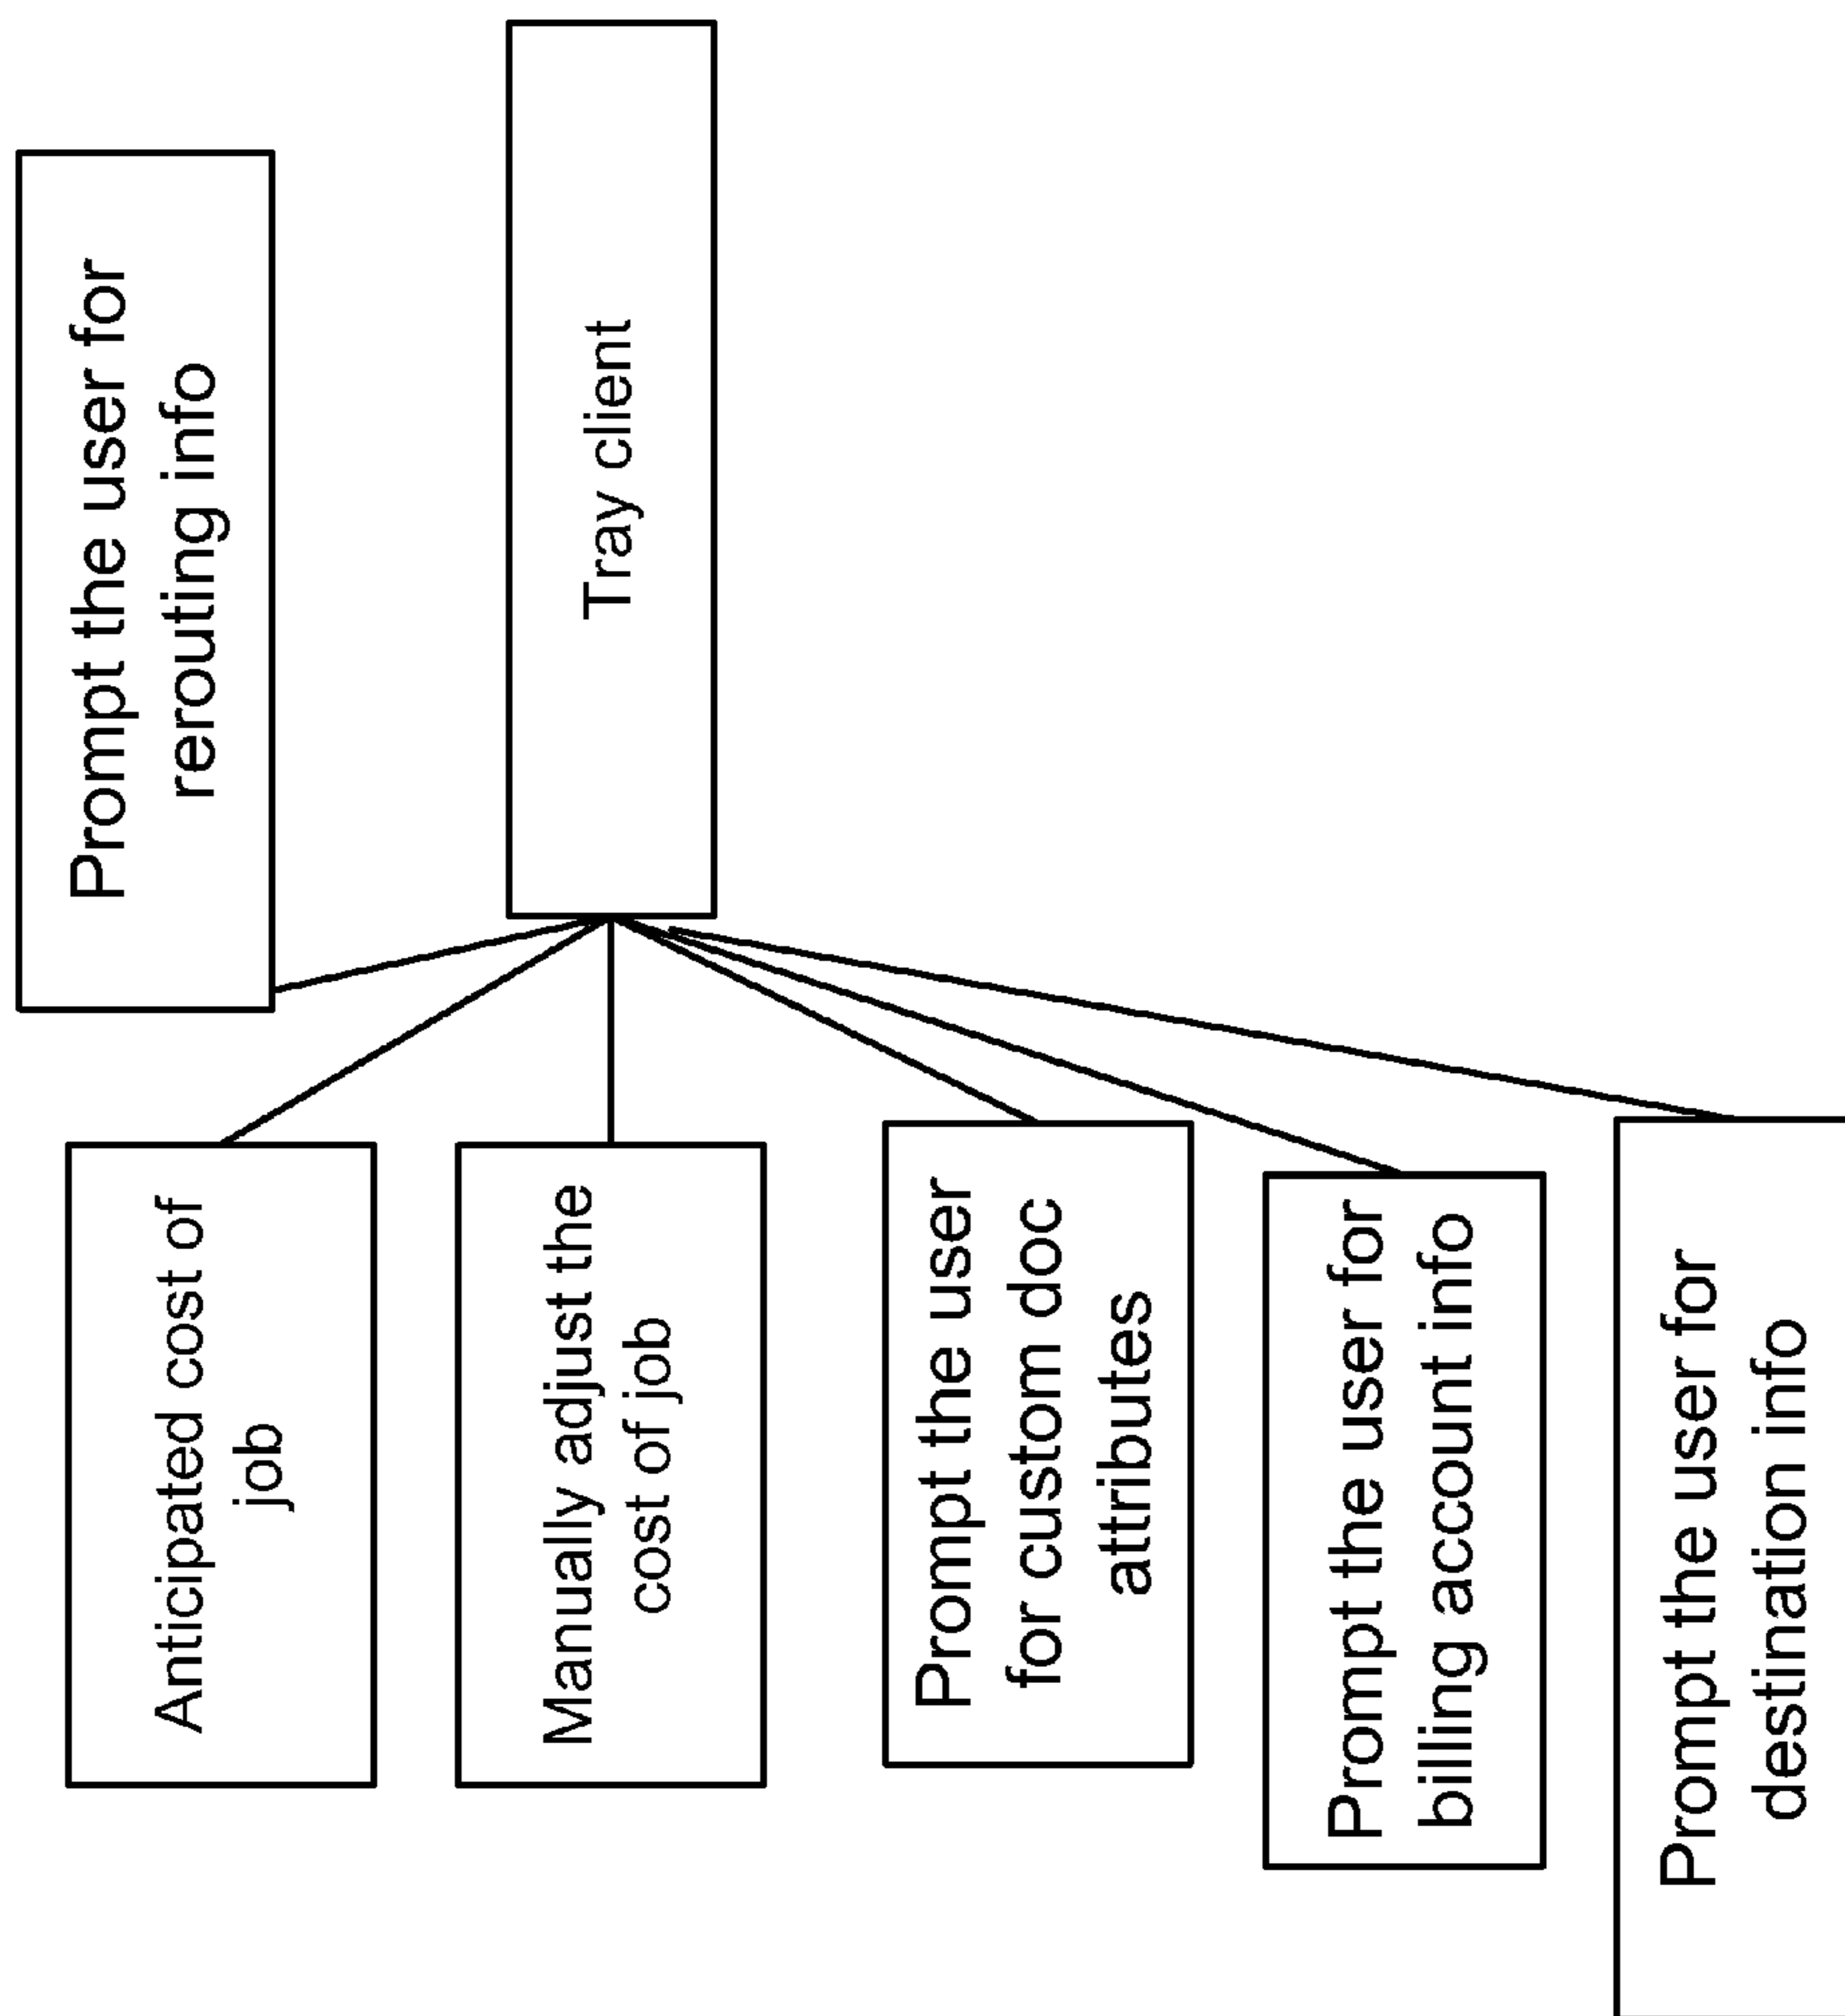 Prompt the user for
rerouting info
Tray client
Anticipated cost of
job
Manually adjust the
cost of job
Prompt the user
for custom doc
attributes
Prompt the user for
billing account info
Prompt the user for
destination info